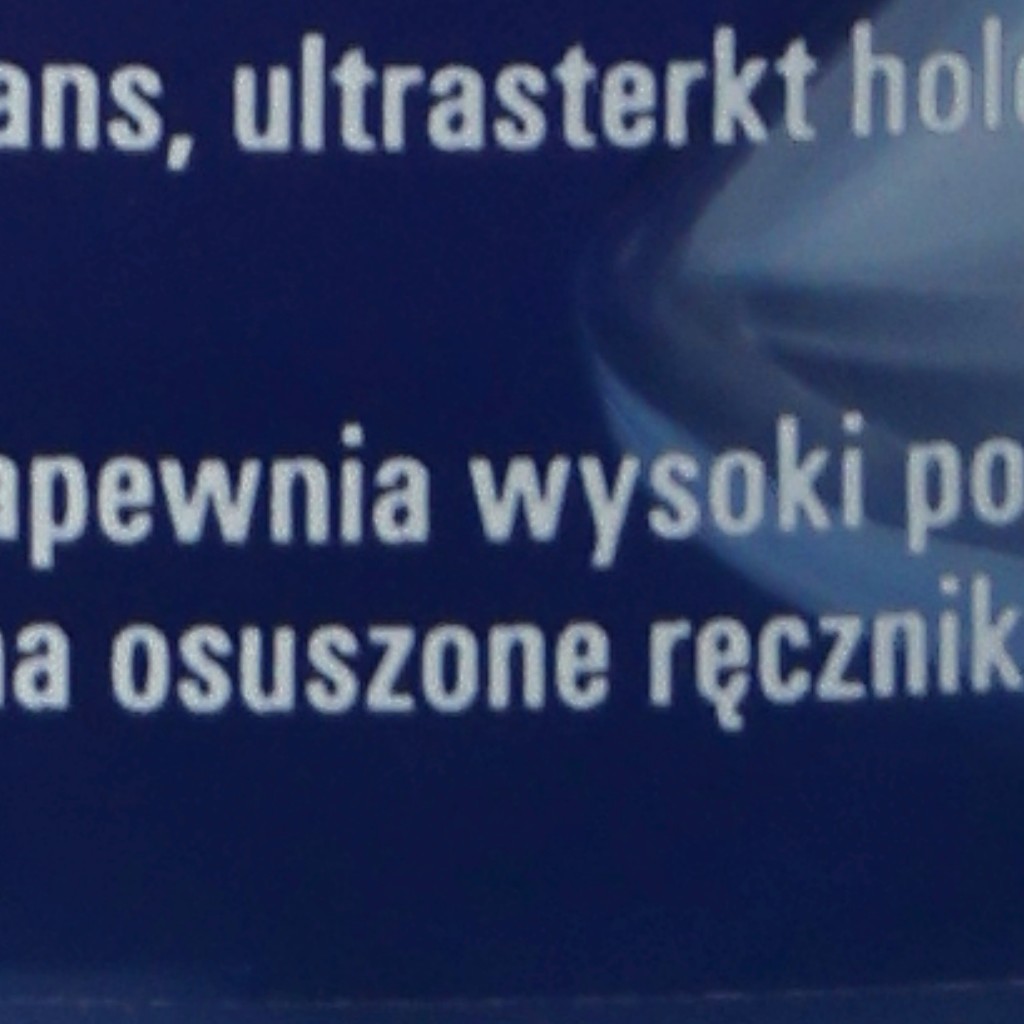 ans, ultrasterkt hol
apewnia wysoki po
na osuszone ręcznik